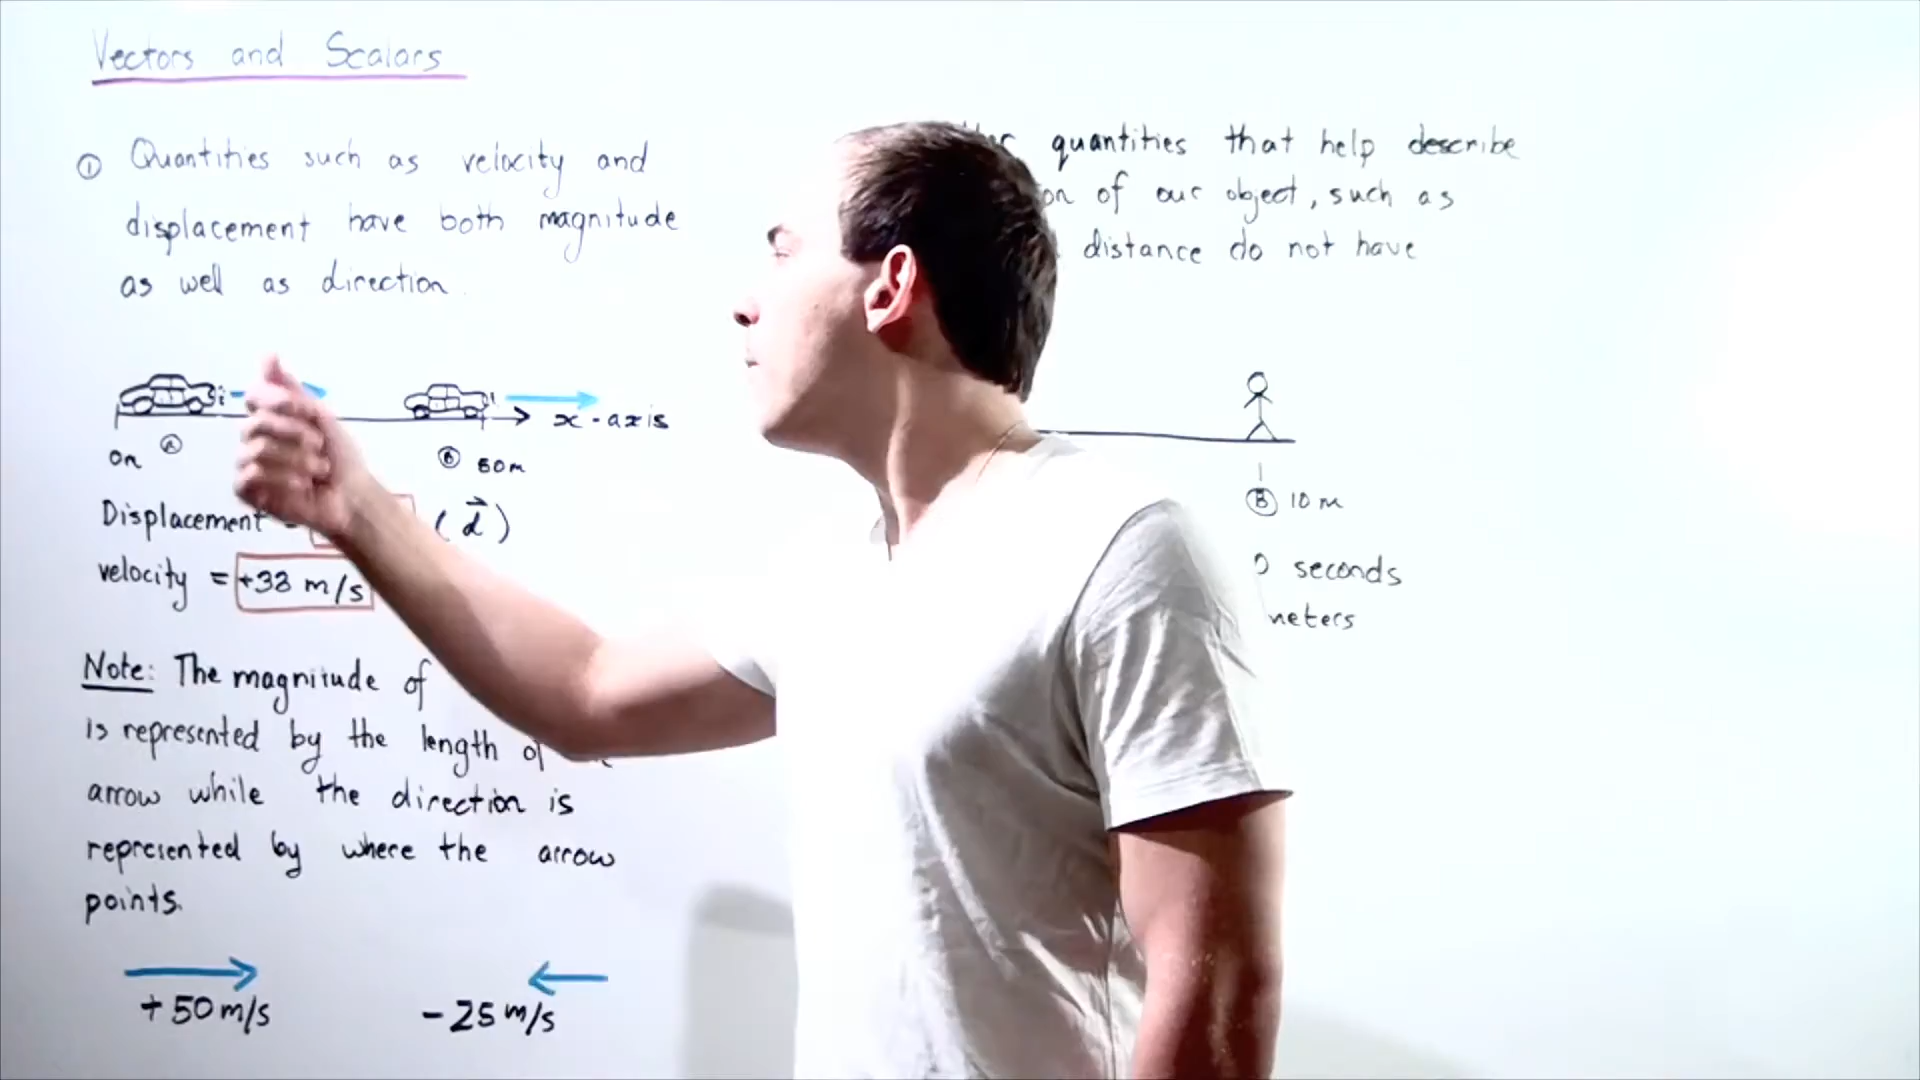 Vectors and Scalars
① Quantities such as velocity and
displacement have both magnitude
as well as direction.
x-axis
Ⓐ
Ⓑ 50m
Displacement = (d⃗)
velocity = +33 m/s
Note: The magnitude of
is represented by the length of
arrow while the direction is
represented by where the arrow
points.
+50 m/s
-25 m/s
quantities that help describe
of our object, such as
distance do not have
Ⓑ 10 m
seconds
meters